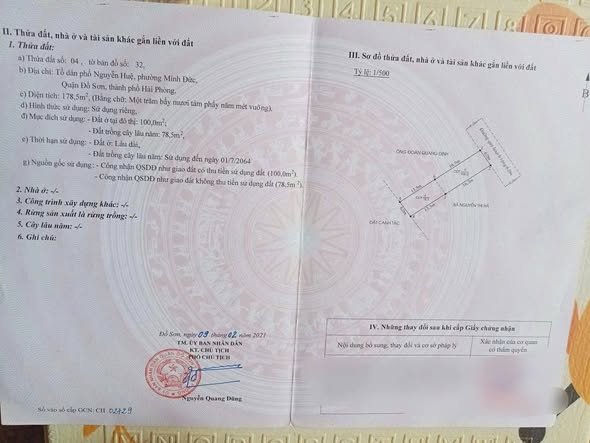 II. Thửa đất, nhà ở và tài sản khác gắn liền với đất
1. Thửa đất:
a) Thửa đất số: 04 , tờ bản đồ số: 32,
b) Địa chỉ: Tổ dân phố Nguyễn Huệ, phường Minh Đức,
Quận Đồ Sơn, thành phố Hải Phòng,
c) Diện tích: 178,5m², (Bằng chữ: Một trăm bẩy mươi tám phẩy năm mét vuông),
d) Hình thức sử dụng: Sử dụng riêng,
đ) Mục đích sử dụng: - Đất ở tại đô thị: 100,0m²;
- Đất trồng cây lâu năm: 78,5m²,
e) Thời hạn sử dụng: - Đất ở: Lâu dài,
- Đất trồng cây lâu năm: Sử dụng đến ngày 01/7/2064
g) Nguồn gốc sử dụng: - Công nhận QSDĐ như giao đất có thu tiền sử dụng đất (100,0m²).
- Công nhận QSDĐ như giao đất không thu tiền sử dụng đất (78,5m²).
2. Nhà ở: -/-
3. Công trình xây dựng khác: -/-
4. Rừng sản xuất là rừng trồng: -/-
5. Cây lâu năm: -/-
6. Ghi chú:
Đồ Sơn, ngày 09 tháng 02 năm 2021
TM. ỦY BAN NHÂN DÂN
KT. CHỦ TỊCH
PHÓ CHỦ TỊCH
Nguyễn Quang Đăng
Số vào sổ cấp GCN: CH 02729
III. Sơ đồ thửa đất, nhà ở và tài sản khác gắn liền với đất
Tỷ lệ: 1/500
B
ÔNG ĐOÀN QUANG ĐỊNH
BÀ NGUYỄN THỊ HÀ
ĐẤT CANH TÁC
IV. Những thay đổi sau khi cấp Giấy chứng nhận
Nội dung bổ sung, thay đổi và cơ sở pháp lý
Xác nhận của cơ quan
có thẩm quyền